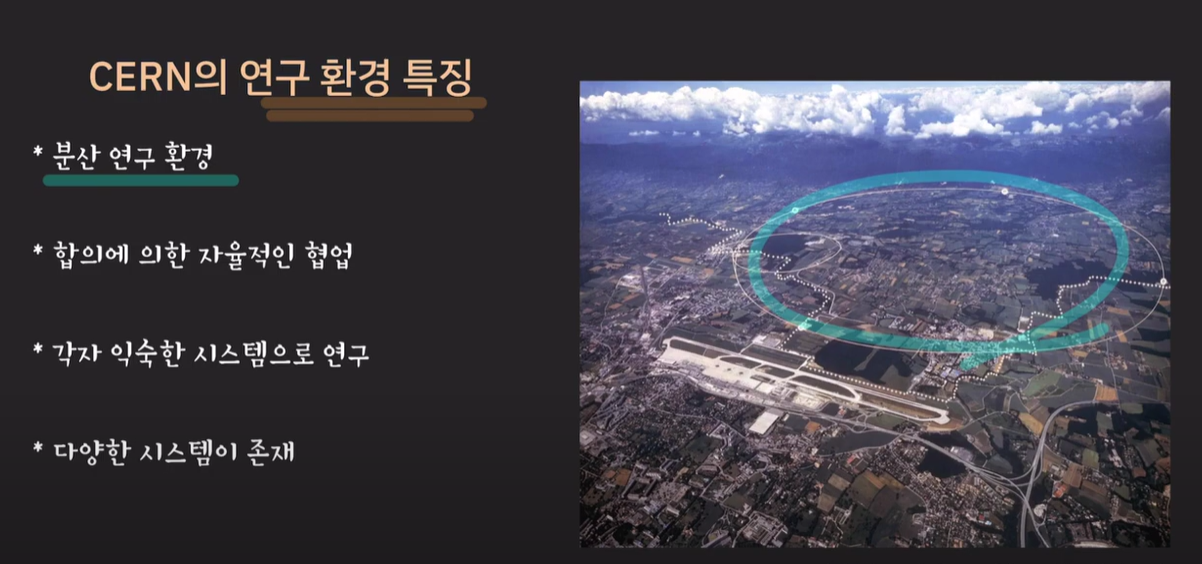 CERN의 연구 환경 특징
* 분산 연구 환경
* 합의에 의한 자율적인 협업
* 각자 익숙한 시스템으로 연구
* 다양한 시스템이 존재